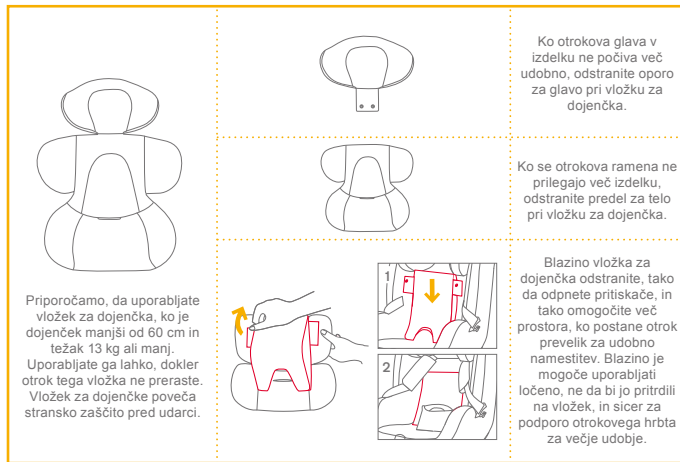 Priporočamo, da uporabljate
vložek za dojenčka, ko je
dojenček manjši od 60 cm in
težak 13 kg ali manj.
Uporabljate ga lahko, dokler
otrok tega vložka ne preraste.
Vložek za dojenčke poveča
stransko zaščito pred udarci.
Ko otrokova glava v
izdelku ne počiva več
udobno, odstranite oporo
za glavo pri vložku za
dojenčka.
Ko se otrokova ramena ne
prilegajo več izdelku,
odstranite predel za telo
pri vložku za dojenčka.
1
2
Blazino vložka za
dojenčka odstranite, tako
da odpnete pritiskače, in
tako omogočite več
prostora, ko postane otrok
prevelik za udobno
namestitev. Blazino je
mogoče uporabljati
ločeno, ne da bi jo pritrdili
na vložek, in sicer za
podporo otrokovega hrbta
za večje udobje.